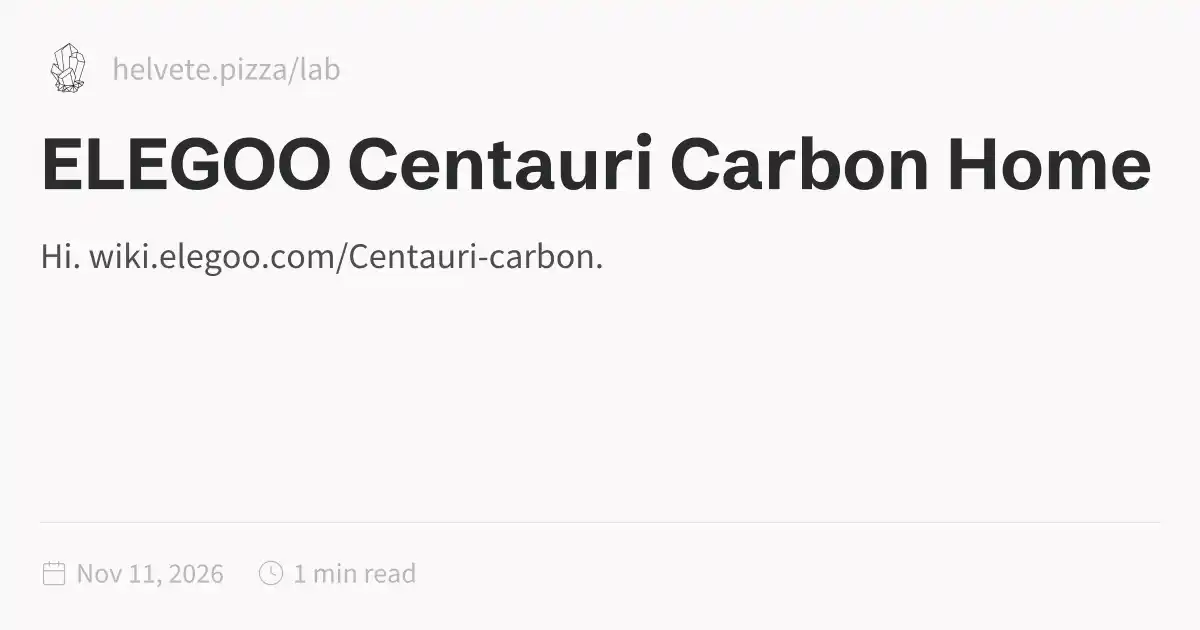 helvete.pizza/lab
ELEGOO Centauri Carbon Home
Hi. wiki.elegoo.com/Centauri-carbon.
Nov 11, 2026 1 min read